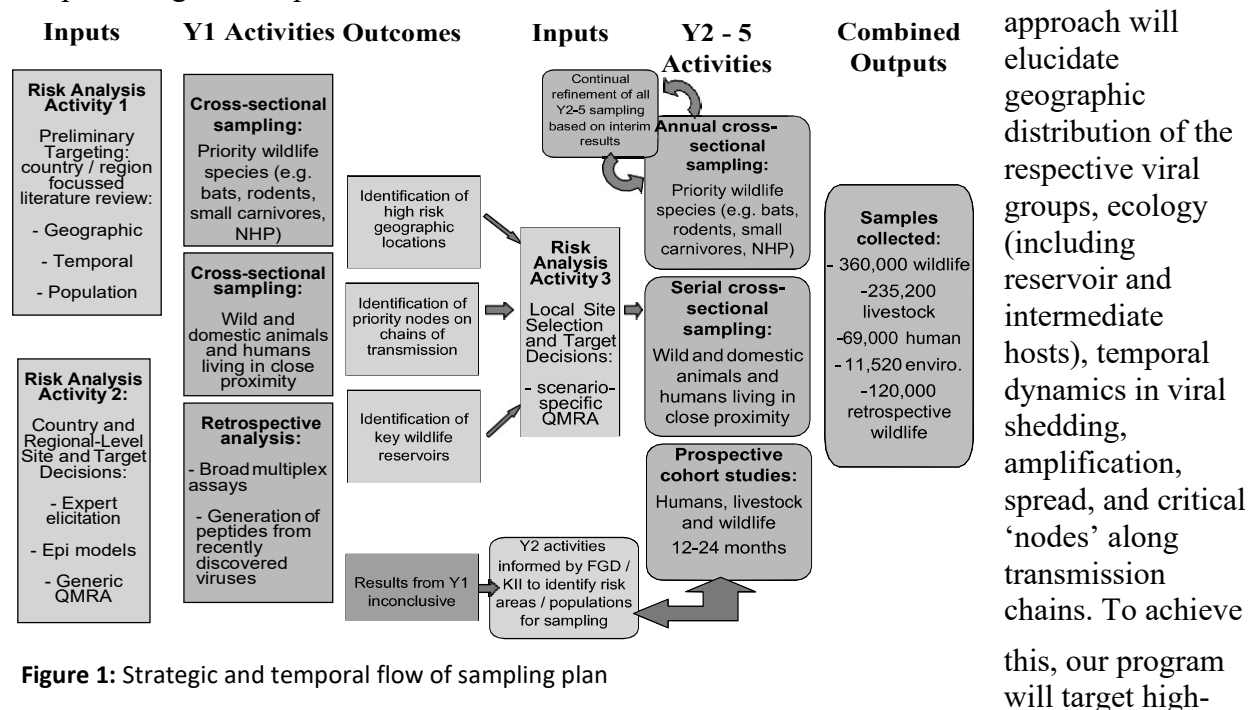 Inputs
Y1 Activities
Outcomes
Inputs
Y2 - 5
Activities
Combined
Outputs
Risk Analysis
Activity 1
Preliminary
Targeting:
country / region
focussed
literature review:
- Geographic
- Temporal
- Population
Risk Analysis
Activity 2:
Country and
Regional-Level
Site and Target
Decisions:
- Expert
elicitation
- Epi models
- Generic
QMRA
Cross-sectional
sampling:
Priority wildlife
species (e.g.
bats, rodents,
small carnivores,
NHP)
Cross-sectional
sampling:
Wild and
domestic animals
and humans
living in close
proximity
Retrospective
analysis:
- Broad multiplex
assays
- Generation of
peptides from
recently
discovered
viruses
Identification of
high risk
geographic
locations
Identification of
priority nodes on
chains of
transmission
Identification of
key wildlife
reservoirs
Results from Y1
inconclusive
Risk
Analysis
Activity 3
Local Site
Selection
and Target
Decisions:
- scenario-
specific
QMRA
Y2 activities
informed by FGD /
KII to identify risk
areas / populations
for sampling
Continual
refinement of all
Y2-5 sampling
based on interim
results
Annual cross-
sectional
sampling:
Priority wildlife
species (e.g. bats,
rodents, small
carnivores, NHP)
Serial cross-
sectional
sampling:
Wild and domestic
animals and
humans living in
close proximity
Prospective
cohort studies:
Humans, livestock
and wildlife
12-24 months
Samples
collected:
- 360,000 wildlife
-235,200
livestock
-69,000 human
- 11,520 enviro.
-120,000
retrospective
wildlife
Figure 1: Strategic and temporal flow of sampling plan
approach will
elucidate
geographic
distribution of the
respective viral
groups, ecology
(including
reservoir and
intermediate
hosts), temporal
dynamics in viral
shedding,
amplification,
spread, and critical
‘nodes’ along
transmission
chains. To achieve
this, our program
will target high-